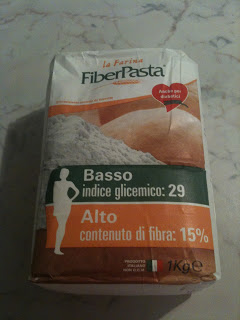 la Farina
FiberPasta
Basso
indice glicemico: 29
Alto
contenuto di fibra: 15%
1Kg e